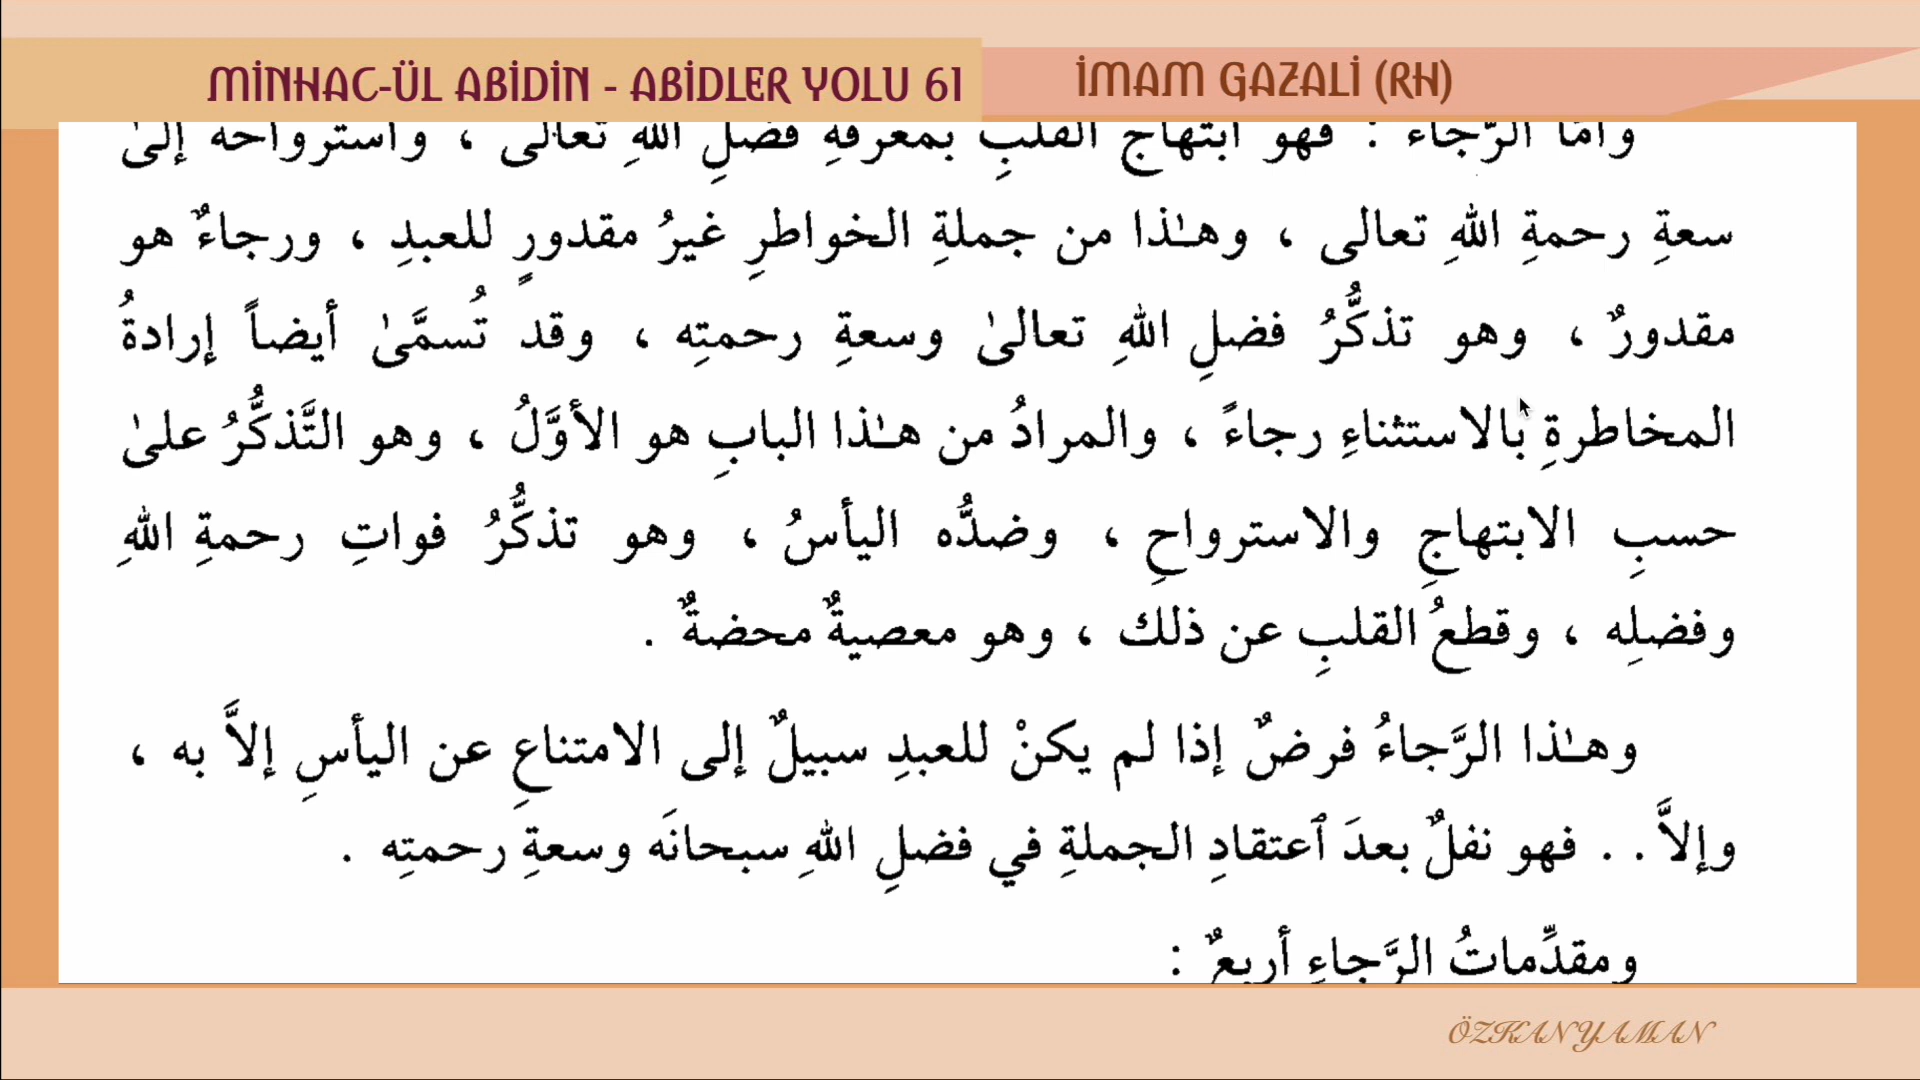 MİNHAC-ÜL ABİDİN - ABİDLER YOLU 61
İMAM GAZALİ (RH)
وأمَّا الرَّجاءُ : فهو ابتهاجُ القلبِ بمعرفةِ فضلِ اللهِ تعالىٰ ، واسترواحه إلىٰ
سعةِ رحمةِ اللهِ تعالى ، وهـٰذا من جملةِ الخواطرِ غيرُ مقدورٍ للعبدِ ، ورجاءٌ هو
مقدورٌ ، وهو تذكُّرُ فضلِ اللهِ تعالىٰ وسعةِ رحمتِه ، وقد تُسمَّىٰ أيضاً إرادةُ
المخاطرةِ بالاستثناءِ رجاءً ، والمرادُ من هـٰذا البابِ هو الأوَّلُ ، وهو التَّذكُّرُ علىٰ
حسبِ الابتهاجِ والاسترواحِ ، وضدُّه اليأسُ ، وهو تذكُّرُ فواتِ رحمةِ اللهِ
وفضلِه ، وقطعُ القلبِ عن ذلك ، وهو معصيةٌ محضةٌ .
وهـٰذا الرَّجاءُ فرضٌ إذا لم يكنْ للعبدِ سبيلٌ إلى الامتناعِ عن اليأسِ إلاَّ به ،
وإلاَّ . . فهو نفلٌ بعدَ ٱعتقادِ الجملةِ في فضلِ اللهِ سبحانَه وسعةِ رحمتِه .
ومقدِّماتُ الرَّجاءِ أربعٌ :
ÖZKAN YAMAN